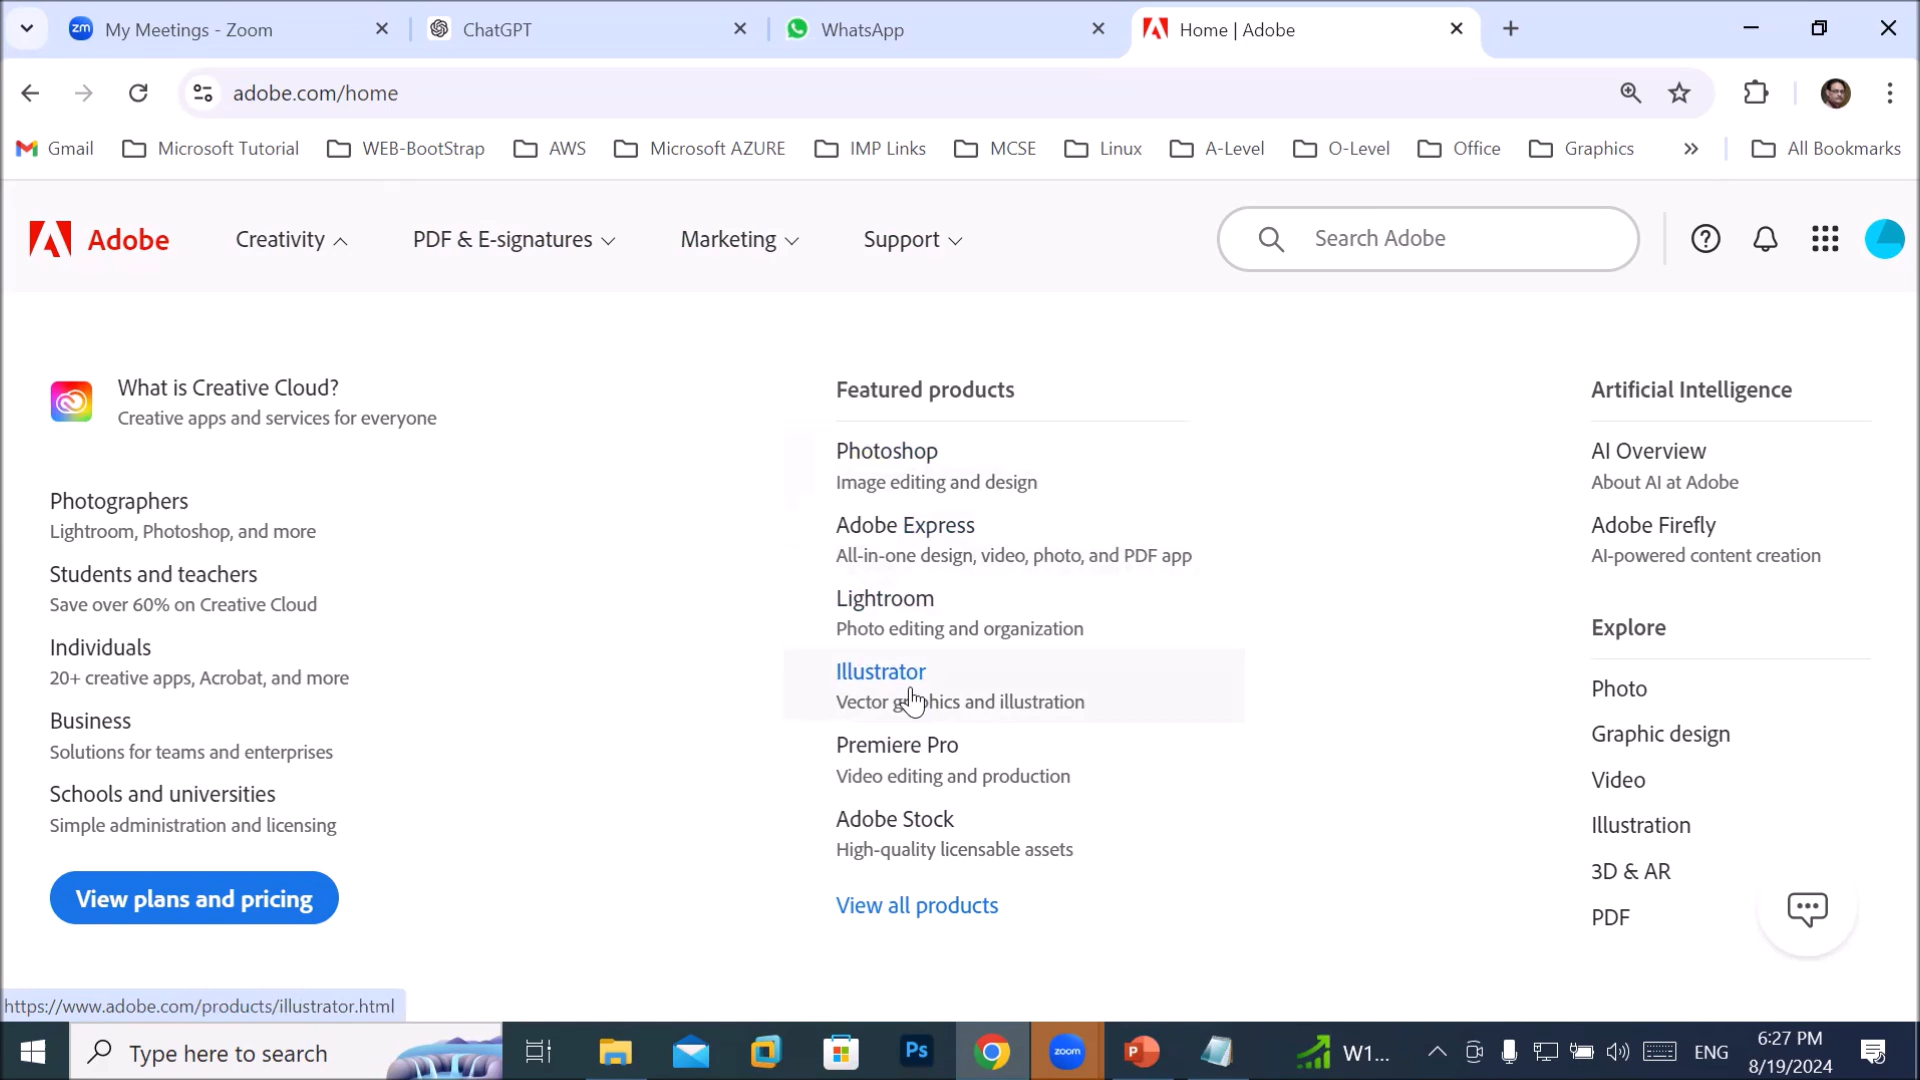 My Meetings - Zoom
ChatGPT
WhatsApp
Home | Adobe
adobe.com/home
Gmail
Microsoft Tutorial
WEB-BootStrap
AWS
Microsoft AZURE
IMP Links
MCSE
Linux
A-Level
O-Level
Office
Graphics
All Bookmarks
Adobe
Creativity
PDF & E-signatures
Marketing
Support
Search Adobe
What is Creative Cloud?
Creative apps and services for everyone
Photographers
Lightroom, Photoshop, and more
Students and teachers
Save over 60% on Creative Cloud
Individuals
20+ creative apps, Acrobat, and more
Business
Solutions for teams and enterprises
Schools and universities
Simple administration and licensing
View plans and pricing
Featured products
Photoshop
Image editing and design
Adobe Express
All-in-one design, video, photo, and PDF app
Lightroom
Photo editing and organization
Illustrator
Vector graphics and illustration
Premiere Pro
Video editing and production
Adobe Stock
High-quality licensable assets
View all products
Artificial Intelligence
AI Overview
About AI at Adobe
Adobe Firefly
AI-powered content creation
Explore
Photo
Graphic design
Video
Illustration
3D & AR
PDF
https://www.adobe.com/products/illustrator.html
Type here to search
Ps
zoom
W1...
ENG
6:27 PM
8/19/2024